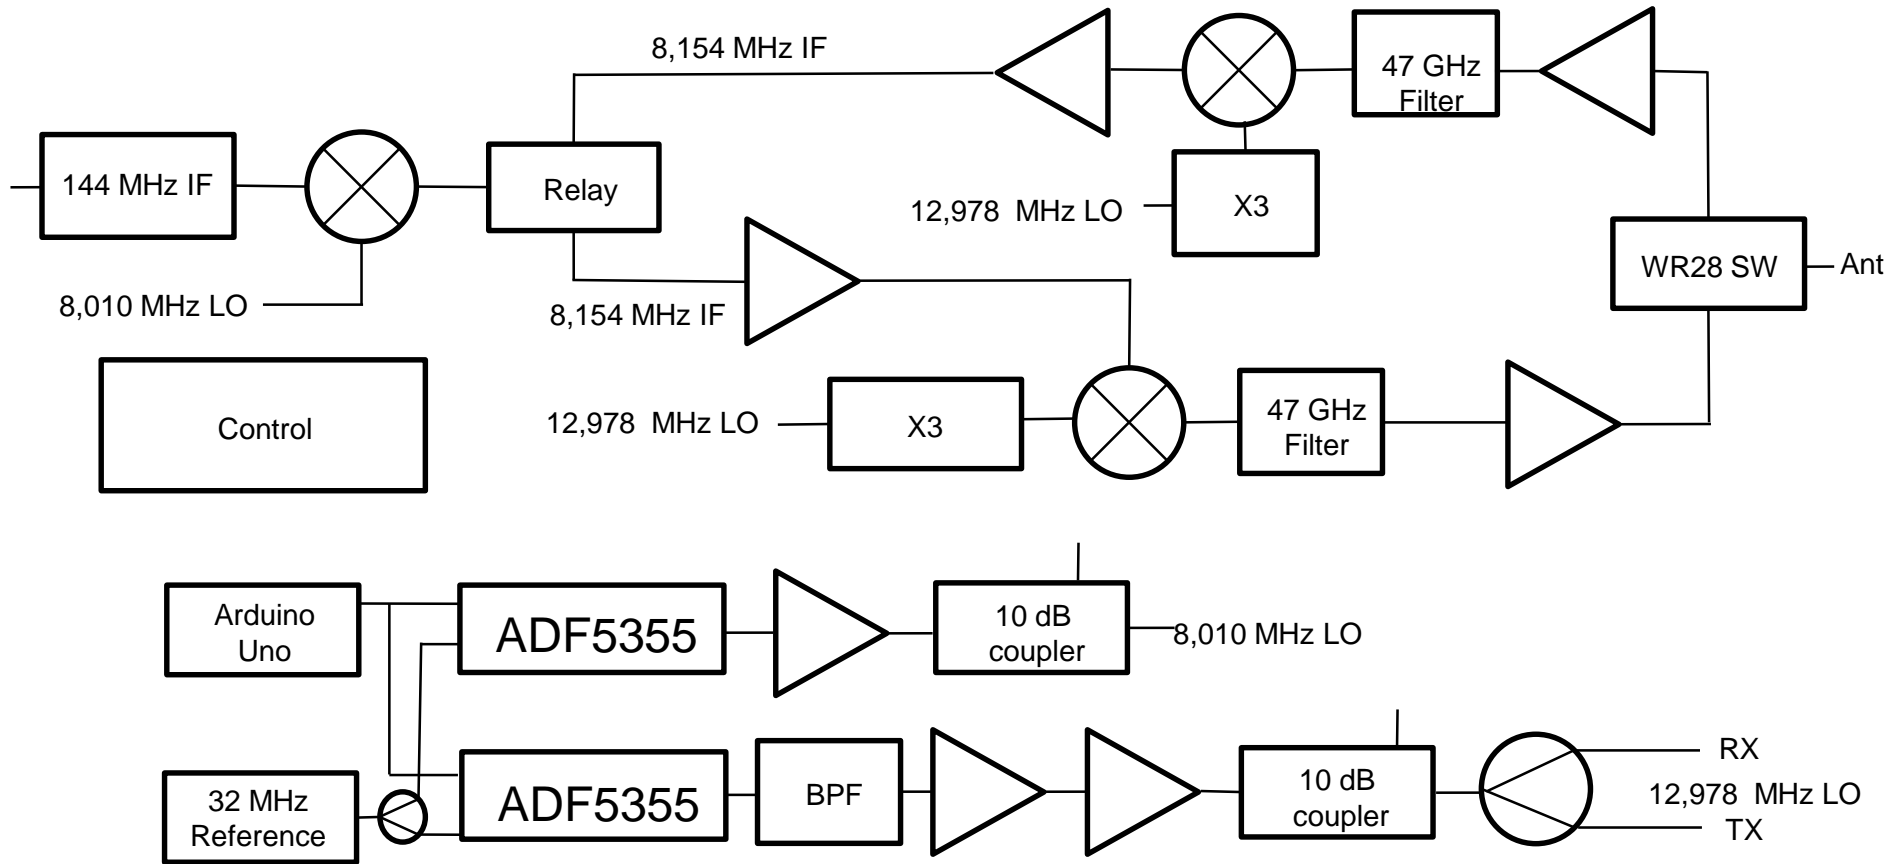 8,154 MHz IF
47 GHz
Filter
144 MHz IF
Relay
12,978 MHz LO
X3
WR28 SW
Ant
8,010 MHz LO
8,154 MHz IF
Control
12,978 MHz LO
X3
47 GHz
Filter
Arduino
Uno
ADF5355
10 dB
coupler
8,010 MHz LO
32 MHz
Reference
ADF5355
BPF
10 dB
coupler
RX
12,978 MHz LO
TX